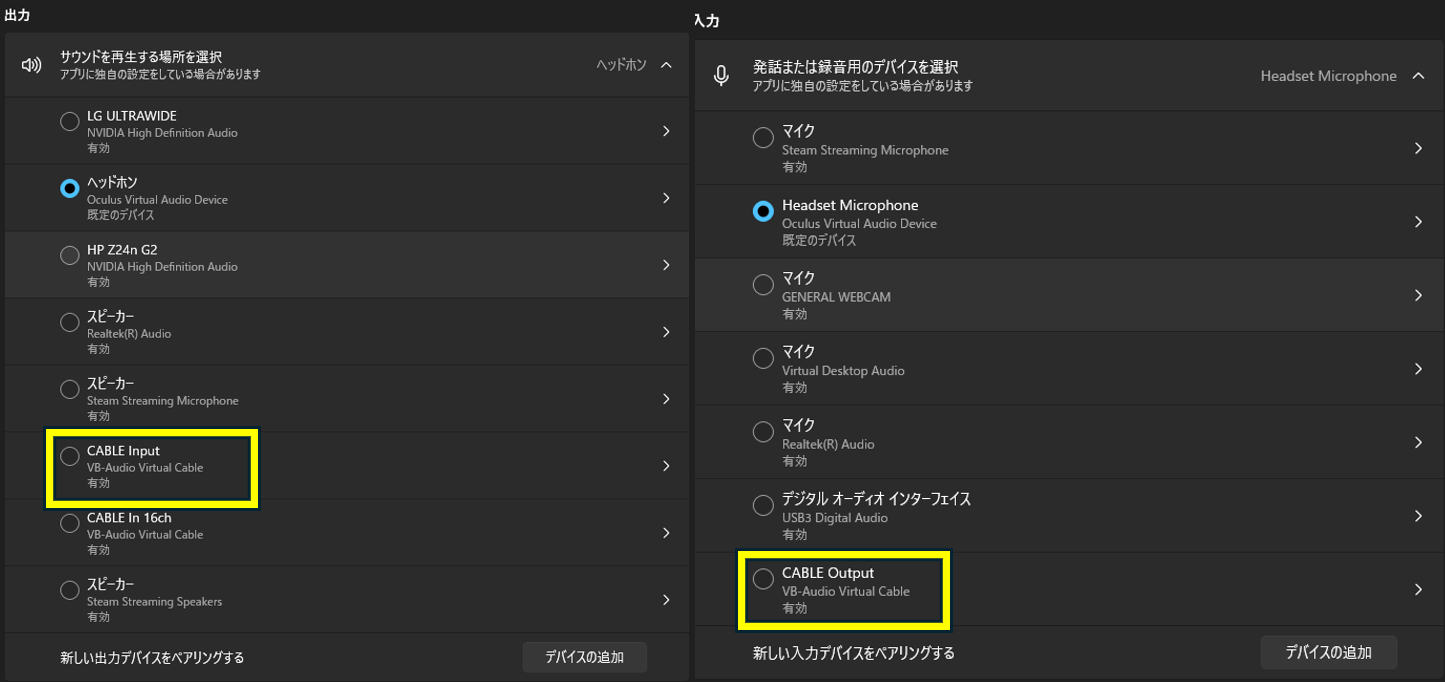 出力
サウンドを再生する場所を選択
アプリに独自の設定をしている場合があります
ヘッドホン
LG ULTRAWIDE
NVIDIA High Definition Audio
有効
ヘッドホン
Oculus Virtual Audio Device
既定のデバイス
HP Z24n G2
NVIDIA High Definition Audio
有効
スピーカー
Realtek(R) Audio
有効
スピーカー
Steam Streaming Microphone
有効
CABLE Input
VB-Audio Virtual Cable
有効
CABLE In 16ch
VB-Audio Virtual Cable
有効
スピーカー
Steam Streaming Speakers
有効
新しい出力デバイスをペアリングする
デバイスの追加
入力
発話または録音用のデバイスを選択
アプリに独自の設定をしている場合があります
Headset Microphone
マイク
Steam Streaming Microphone
有効
Headset Microphone
Oculus Virtual Audio Device
既定のデバイス
マイク
GENERAL WEBCAM
有効
マイク
Virtual Desktop Audio
有効
マイク
Realtek(R) Audio
有効
デジタル オーディオ インターフェイス
USB3 Digital Audio
有効
CABLE Output
VB-Audio Virtual Cable
有効
新しい入力デバイスをペアリングする
デバイスの追加